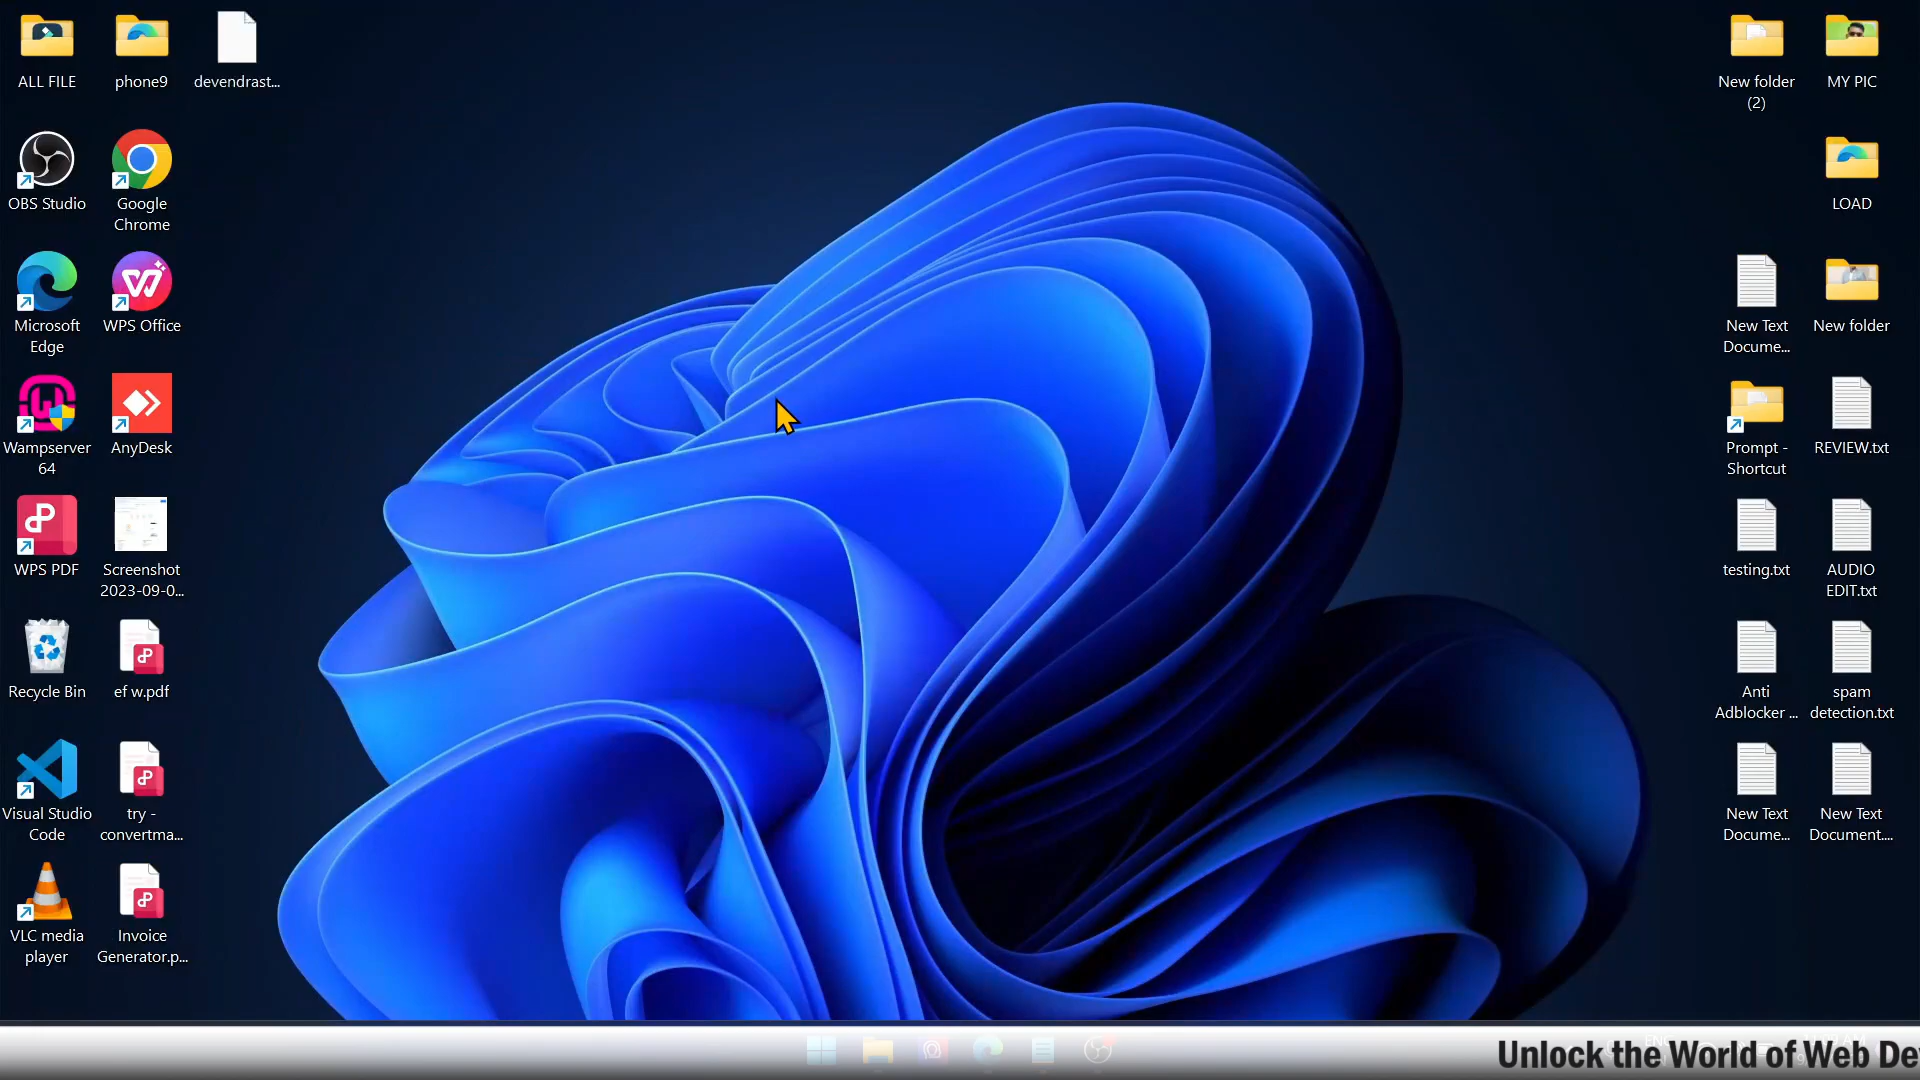 ALL FILE
phone9
devendrast...
New folder
(2)
MY PIC
OBS Studio
Google
Chrome
LOAD
Microsoft
Edge
WPS Office
New Text
Docume...
New folder
Wampserver
64
AnyDesk
Prompt -
Shortcut
REVIEW.txt
WPS PDF
Screenshot
2023-09-0...
testing.txt
AUDIO
EDIT.txt
Recycle Bin
ef w.pdf
Anti
Adblocker ...
spam
detection.txt
Visual Studio
Code
try -
convertma...
New Text
Docume...
New Text
Document....
VLC media
player
Invoice
Generator.p...
Unlock the World of Web De